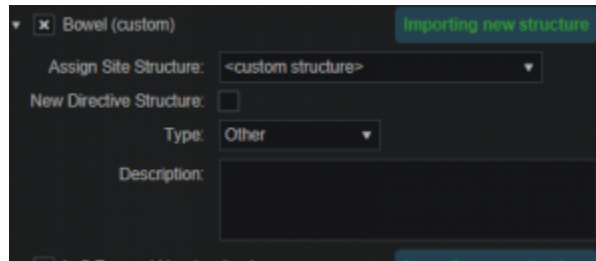 Bowel (custom) Importing new structure
Assign Site Structure: <custom structure>
New Directive Structure:
Type: Other
Description: